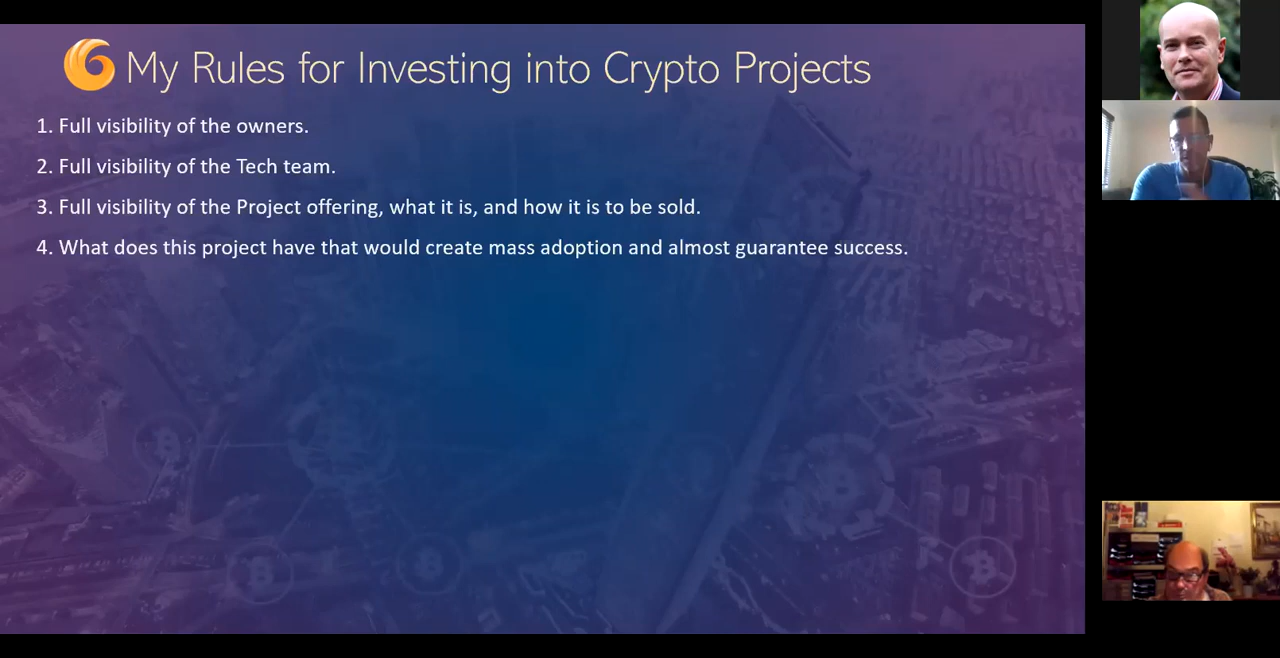 My Rules for Investing into Crypto Projects
1. Full visibility of the owners.
2. Full visibility of the Tech team.
3. Full visibility of the Project offering, what it is, and how it is to be sold.
4. What does this project have that would create mass adoption and almost guarantee success.